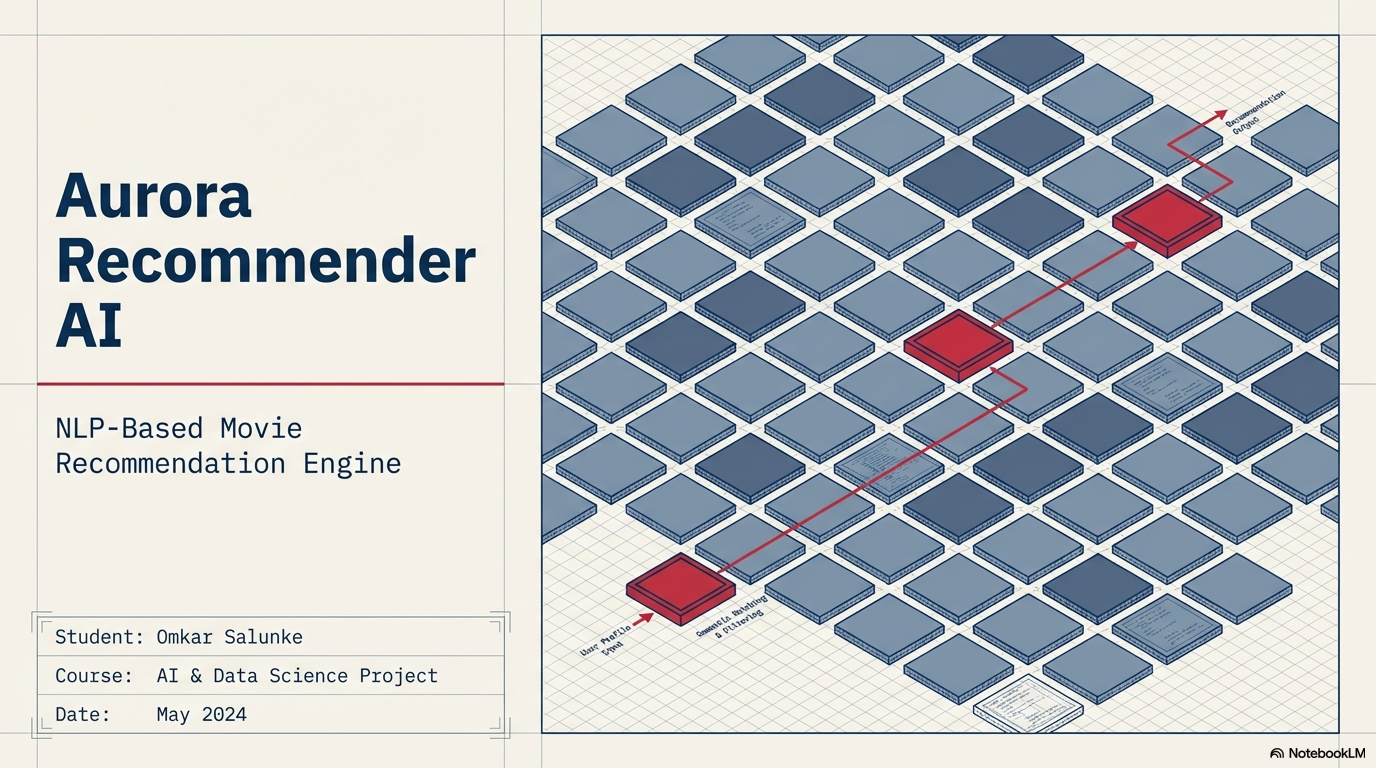 Aurora
Recommender
AI
NLP-Based Movie
Recommendation Engine
Student: Omkar Salunke
Course: AI & Data Science Project
Date: May 2024
NotebookLM